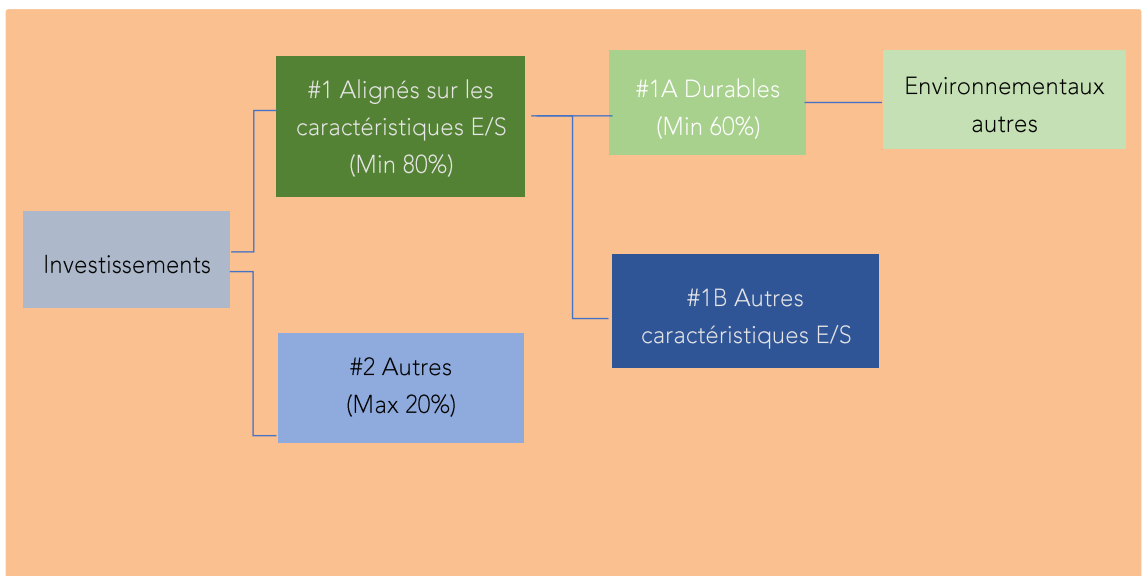 #1 Alignés sur les
caractéristiques E/S
(Min 80%)
#1A Durables
(Min 60%)
Environnementaux
autres
Investissements
#1B Autres
caractéristiques E/S
#2 Autres
(Max 20%)